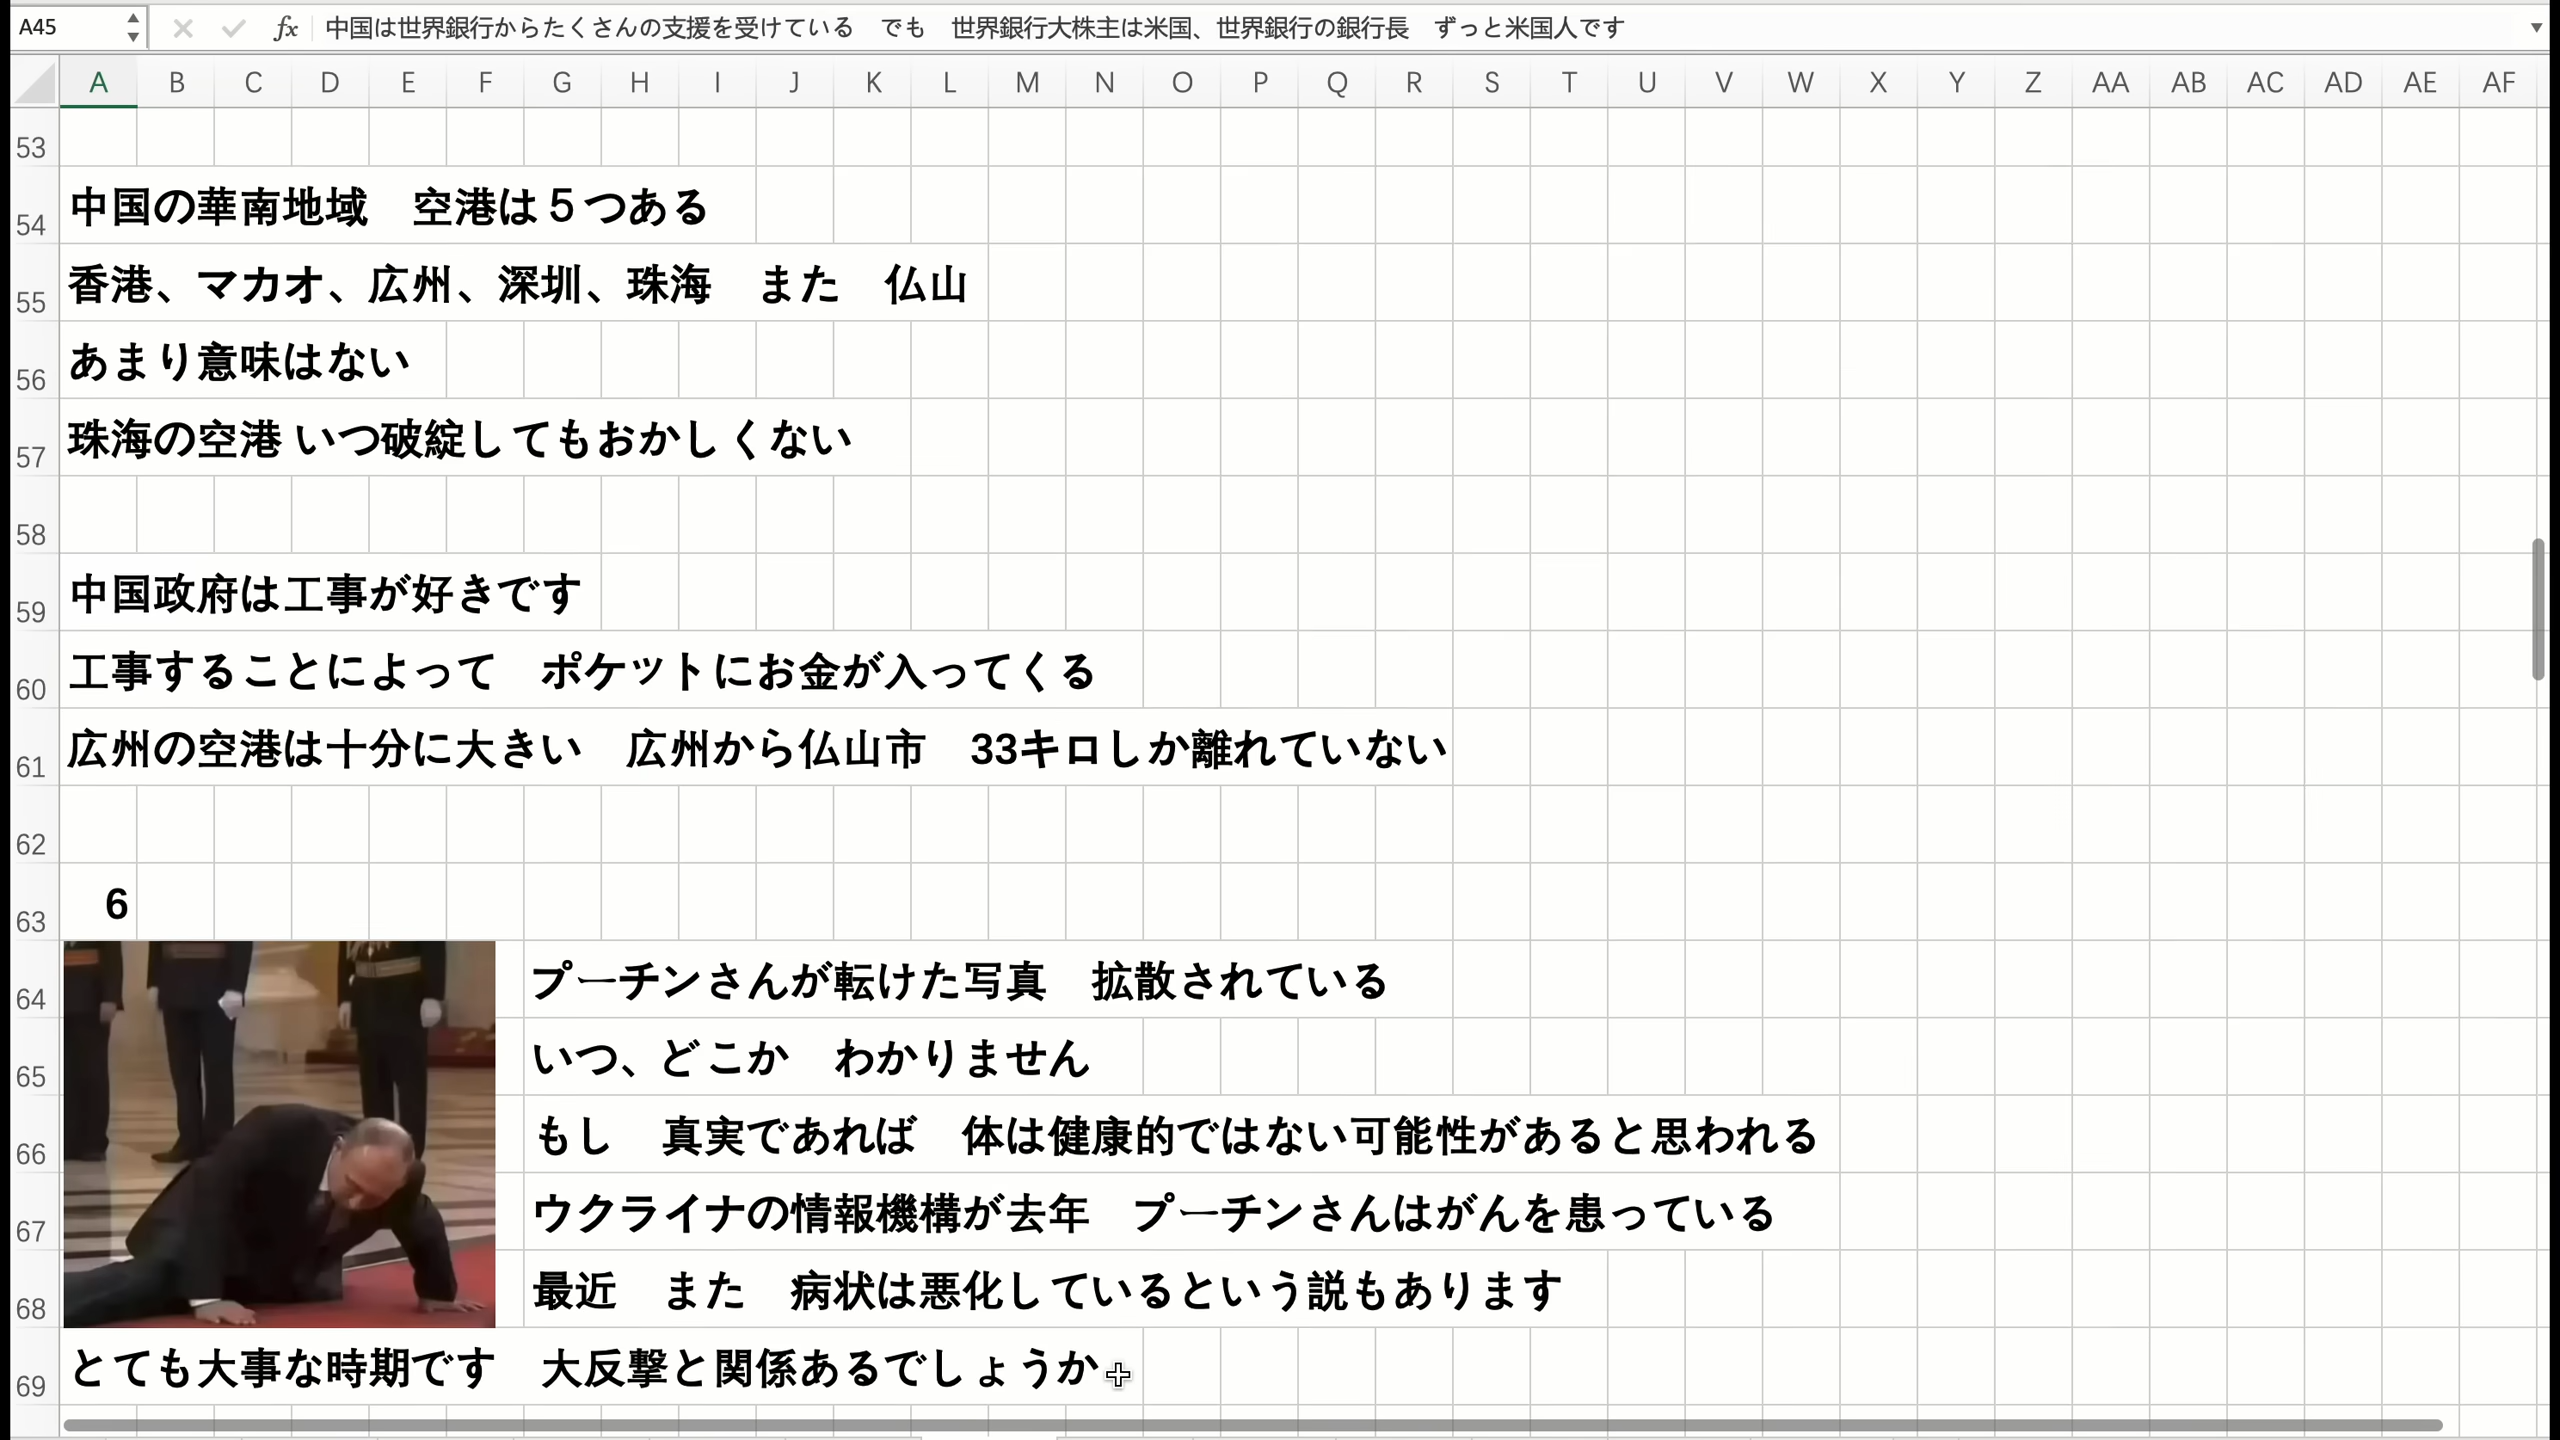 A45
fx 中国は世界銀行からたくさんの支援を受けている　でも　世界銀行大株主は米国、世界銀行の銀行長　ずっと米国人です
A B C D E F G H I J K L M N O P Q R S T U V W X Y Z AA AB AC AD AE AF
53
54 中国の華南地域　空港は５つある
55 香港、マカオ、広州、深圳、珠海　また　仏山
56 あまり意味はない
57 珠海の空港 いつ破綻してもおかしくない
58
59 中国政府は工事が好きです
60 工事することによって　ポケットにお金が入ってくる
61 広州の空港は十分に大きい　広州から仏山市　33キロしか離れていない
62
63 6
64 プーチンさんが転けた写真　拡散されている
65 いつ、どこか　わかりません
66 もし　真実であれば　体は健康的ではない可能性があると思われる
67 ウクライナの情報機構が去年　プーチンさんはがんを患っている
68 最近　また　病状は悪化しているという説もあります
69 とても大事な時期です　大反撃と関係あるでしょうか